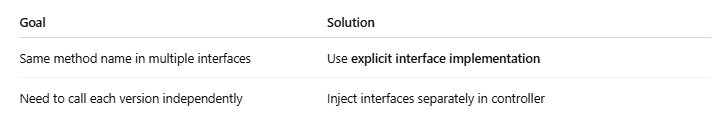 Goal Solution
Same method name in multiple interfaces Use explicit interface implementation
Need to call each version independently Inject interfaces separately in controller